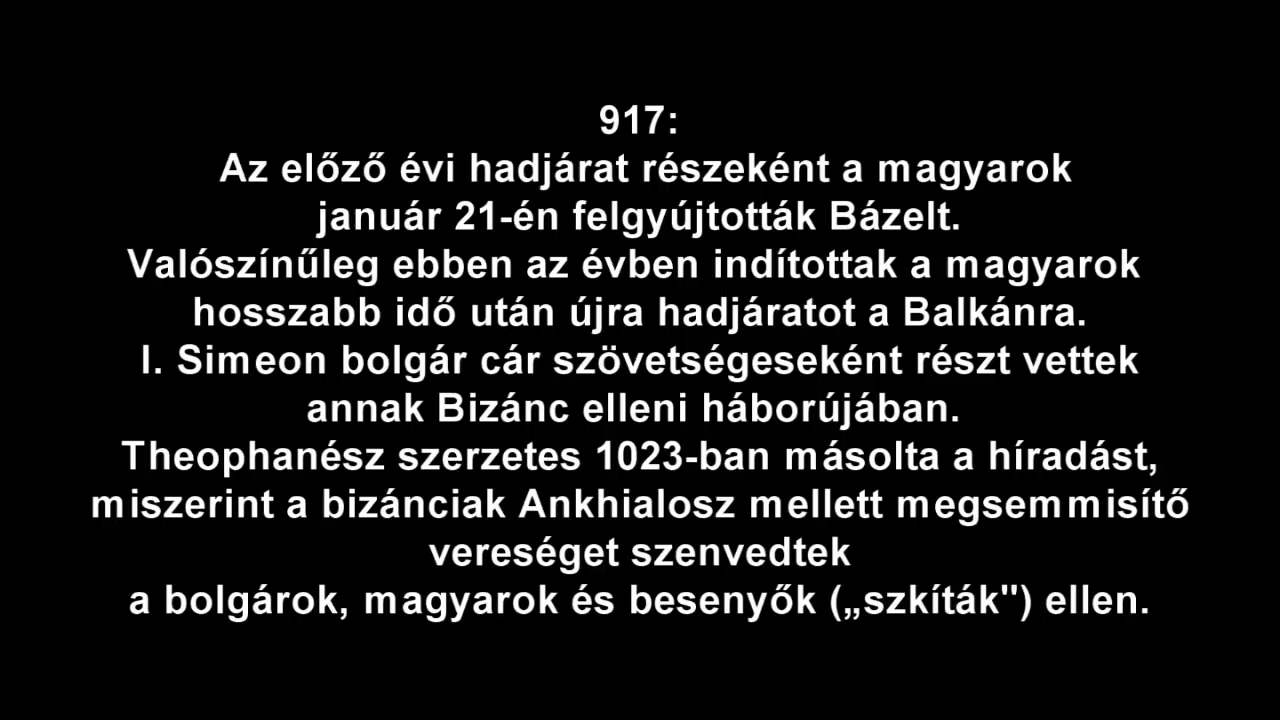 917:
Az előző évi hadjárat részeként a magyarok
január 21-én felgyújtották Bázelt.
Valószínűleg ebben az évben indítottak a magyarok
hosszabb idő után újra hadjáratot a Balkánra.
I. Simeon bolgár cár szövetségeseként részt vettek
annak Bizánc elleni háborújában.
Theophanész szerzetes 1023-ban másolta a híradást,
miszerint a bizánciak Ankhialosz mellett megsemmisítő
vereséget szenvedtek
a bolgárok, magyarok és besenyők („szkíták") ellen.